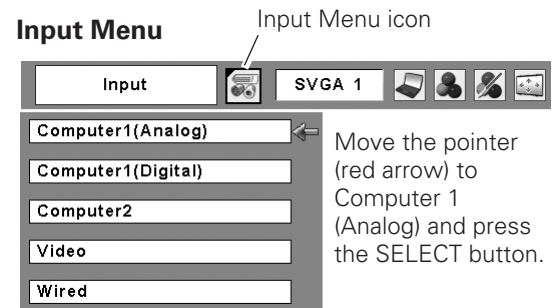 Input Menu icon
Input Menu
Input
SVGA 1
Computer1(Analog)
Computer1(Digital)
Computer2
Video
Wired
Move the pointer
(red arrow) to
Computer 1
(Analog) and press
the SELECT button.